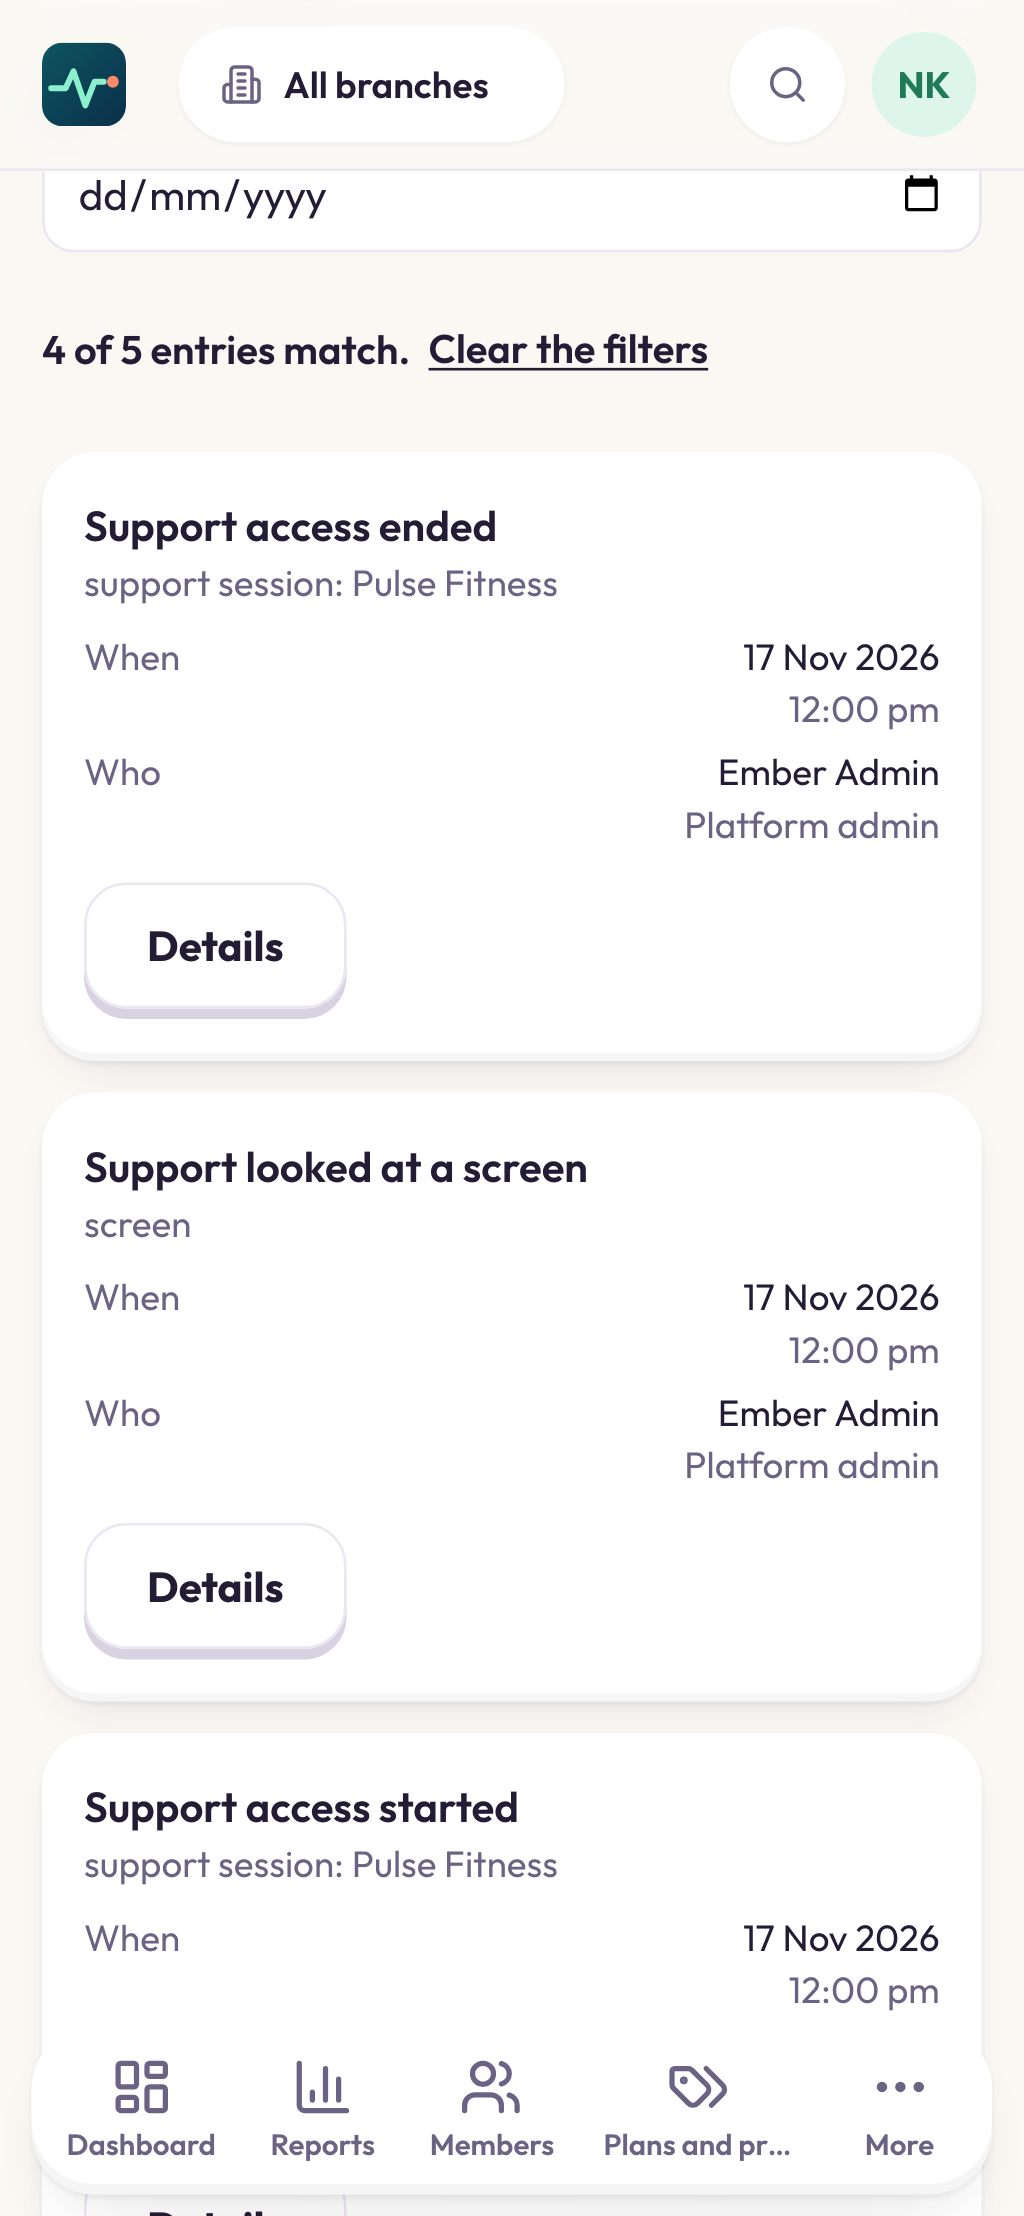 All branches
NK
dd/mm/yyyy
4 of 5 entries match. Clear the filters
Support access ended
support session: Pulse Fitness
When 17 Nov 2026
12:00 pm
Who Ember Admin
Platform admin
Details
Support looked at a screen
screen
When 17 Nov 2026
12:00 pm
Who Ember Admin
Platform admin
Details
Support access started
support session: Pulse Fitness
When 17 Nov 2026
12:00 pm
Dashboard Reports Members Plans and pr... More